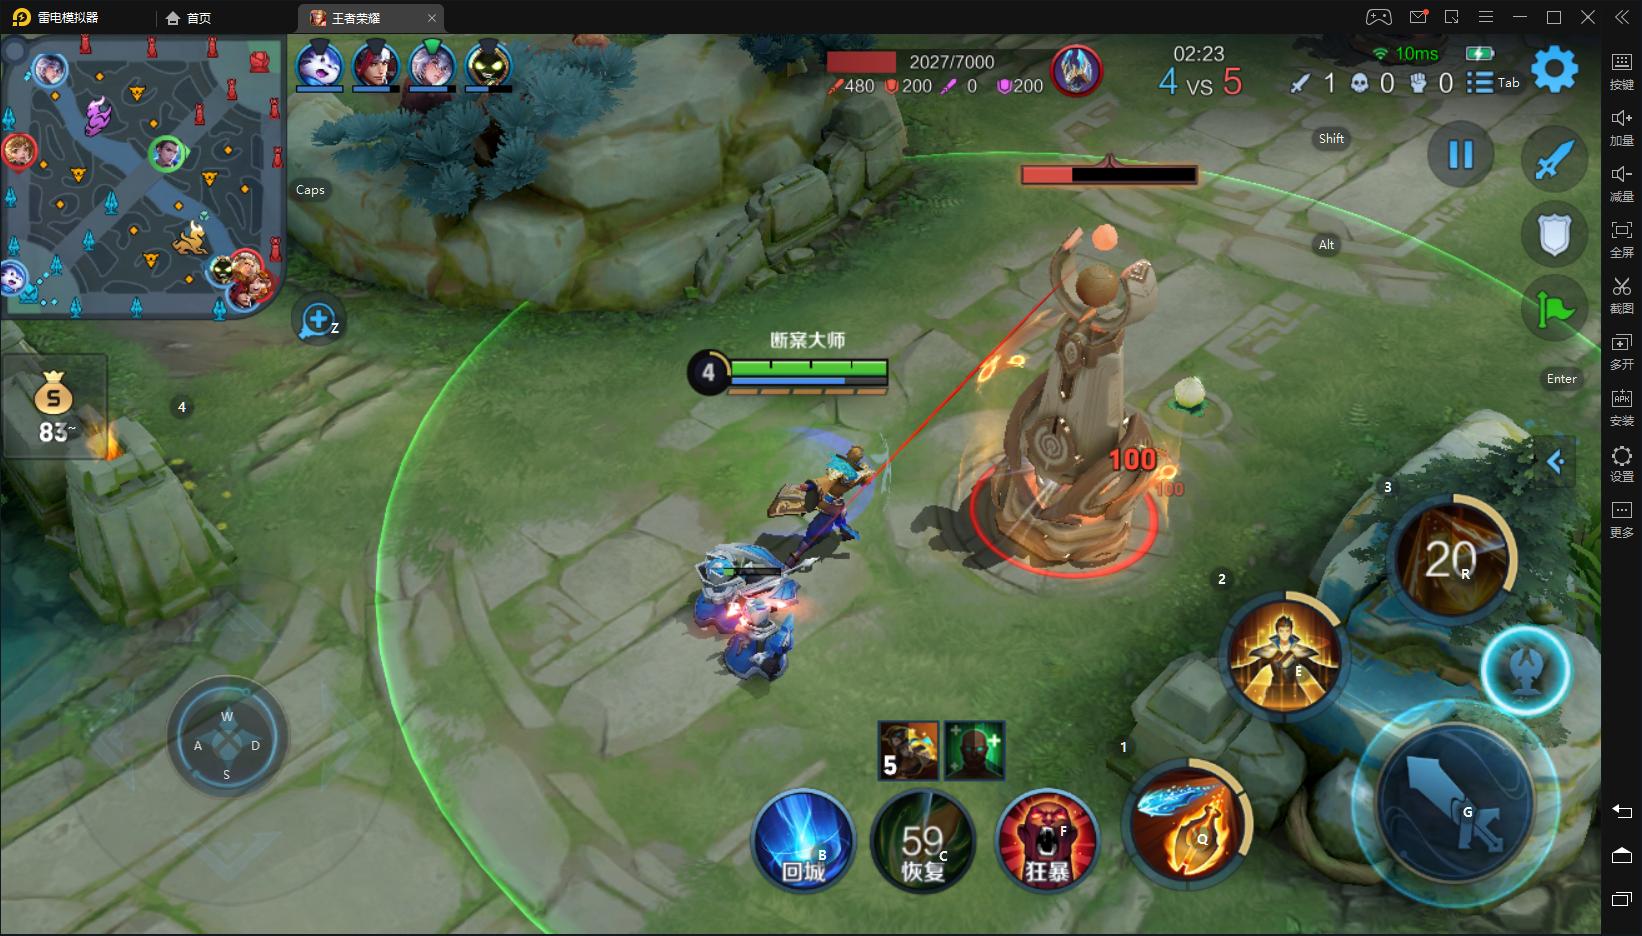 雷电模拟器
首页
王者荣耀
2027/7000
480 200 0 200
02:23
4 VS 5
10ms
1 0 0
Tab
按键
加量
减量
全屏
截图
多开
安装
设置
更多
Shift
Caps
Alt
Z
Enter
断案大师
4
S
83~
4
100
100
3
20
R
2
E
W
A D
S
1
5
G
Q
B
回城
59
C
恢复
F
狂暴